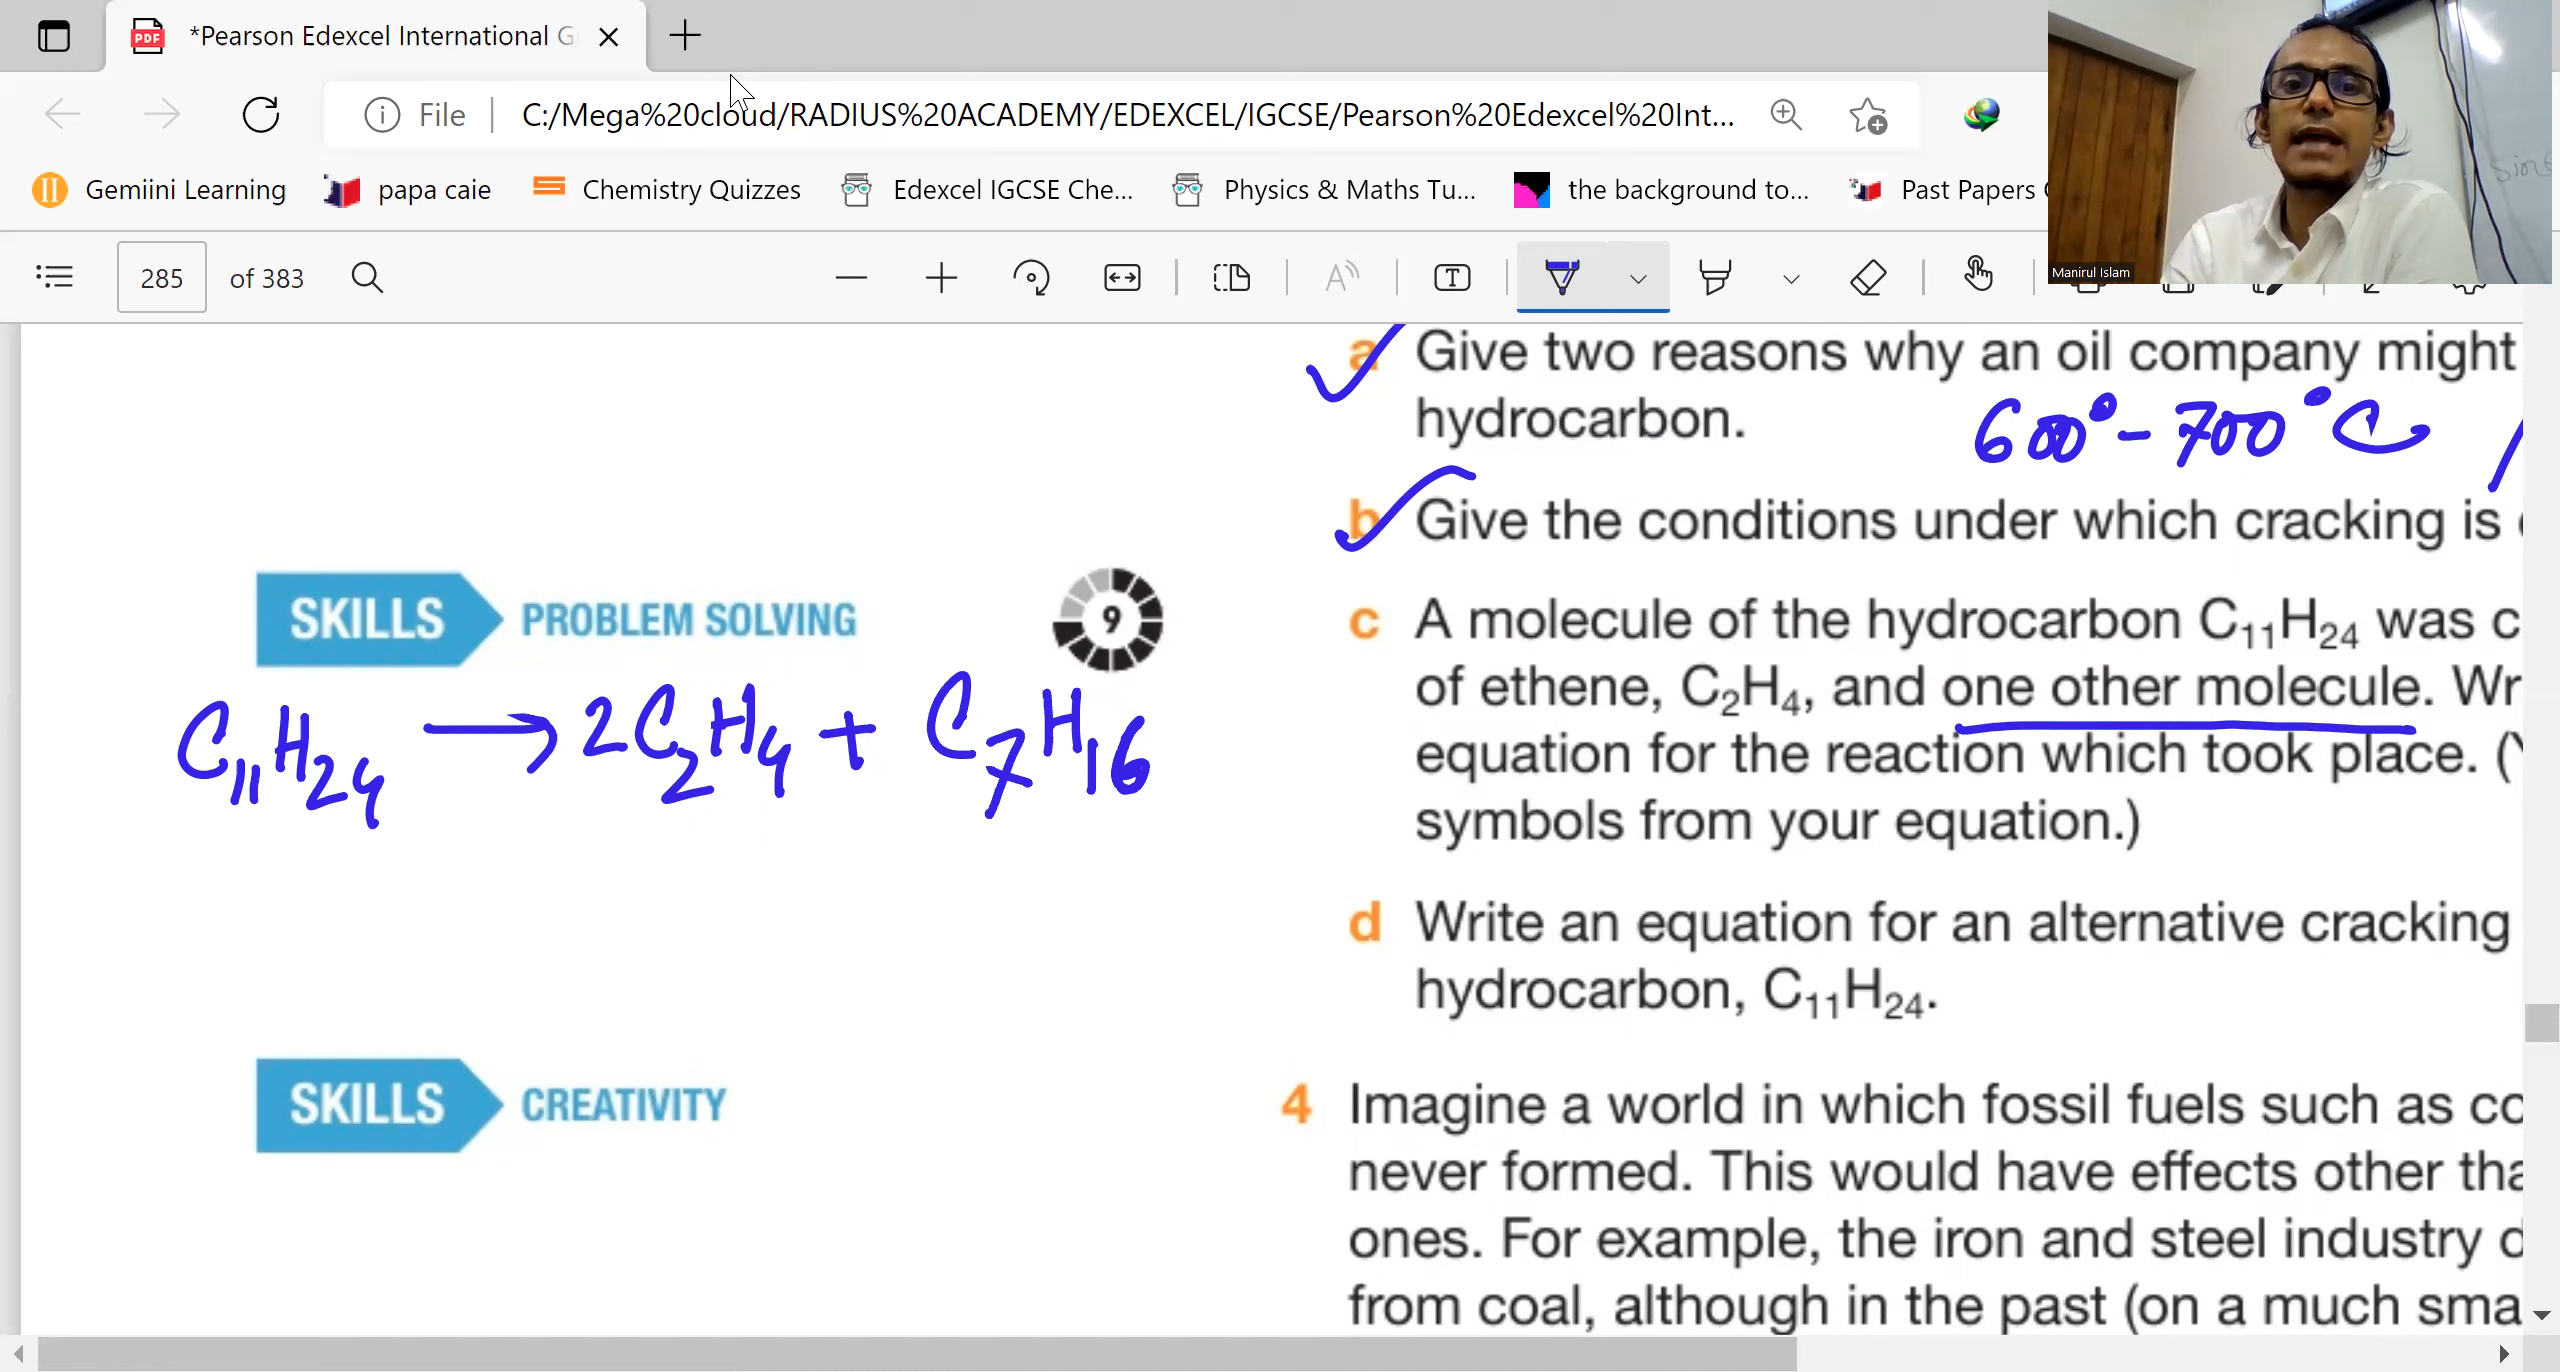 *Pearson Edexcel International G
File | C:/Mega%20cloud/RADIUS%20ACADEMY/EDEXCEL/IGCSE/Pearson%20Edexcel%20Int...
Gemiini Learning papa caie Chemistry Quizzes Edexcel IGCSE Che... Physics & Maths Tu... the background to... Past Papers
Manirul Islam
285 of 383
a Give two reasons why an oil company might
hydrocarbon.
600° - 700°C /
b Give the conditions under which cracking is
SKILLS PROBLEM SOLVING 9
c A molecule of the hydrocarbon C₁₁H₂₄ was c
of ethene, C₂H₄, and one other molecule. Wr
equation for the reaction which took place. (
symbols from your equation.)
C₁₁H₂₄ → 2C₂H₄ + C₇H₁₆
d Write an equation for an alternative cracking
hydrocarbon, C₁₁H₂₄.
SKILLS CREATIVITY
4 Imagine a world in which fossil fuels such as co
never formed. This would have effects other tha
ones. For example, the iron and steel industry
from coal, although in the past (on a much sma